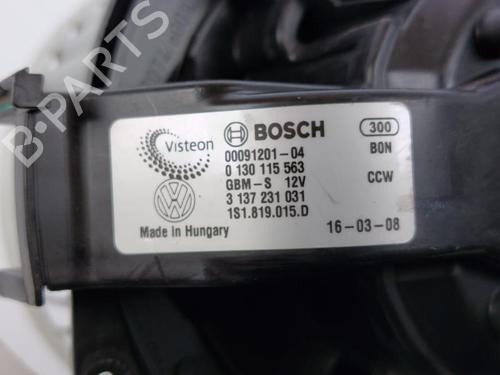 Visteon
BOSCH
300
00091201-04
BON
0 130 115 563
GBM-S 12V
CCW
3 137 231 031
1S1.819.015.D
Made in Hungary
16-03-08
B-PARTS